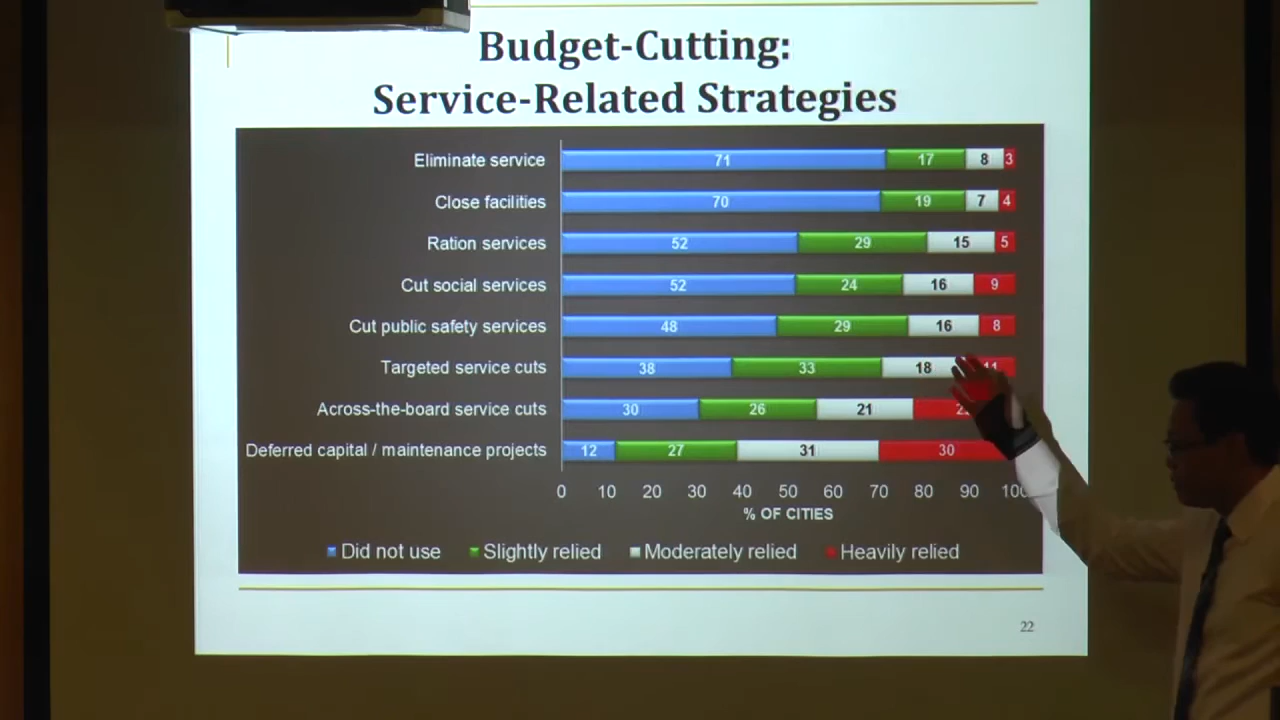 Budget-Cutting:
Service-Related Strategies
Eliminate service 71 17 8 3
Close facilities 70 19 7 4
Ration services 52 29 15 5
Cut social services 52 24 16 9
Cut public safety services 48 29 16 8
Targeted service cuts 38 33 18 11
Across-the-board service cuts 30 26 21
Deferred capital / maintenance projects 12 27 31 30
0 10 20 30 40 50 60 70 80 90 100
% OF CITIES
Did not use Slightly relied Moderately relied Heavily relied
22